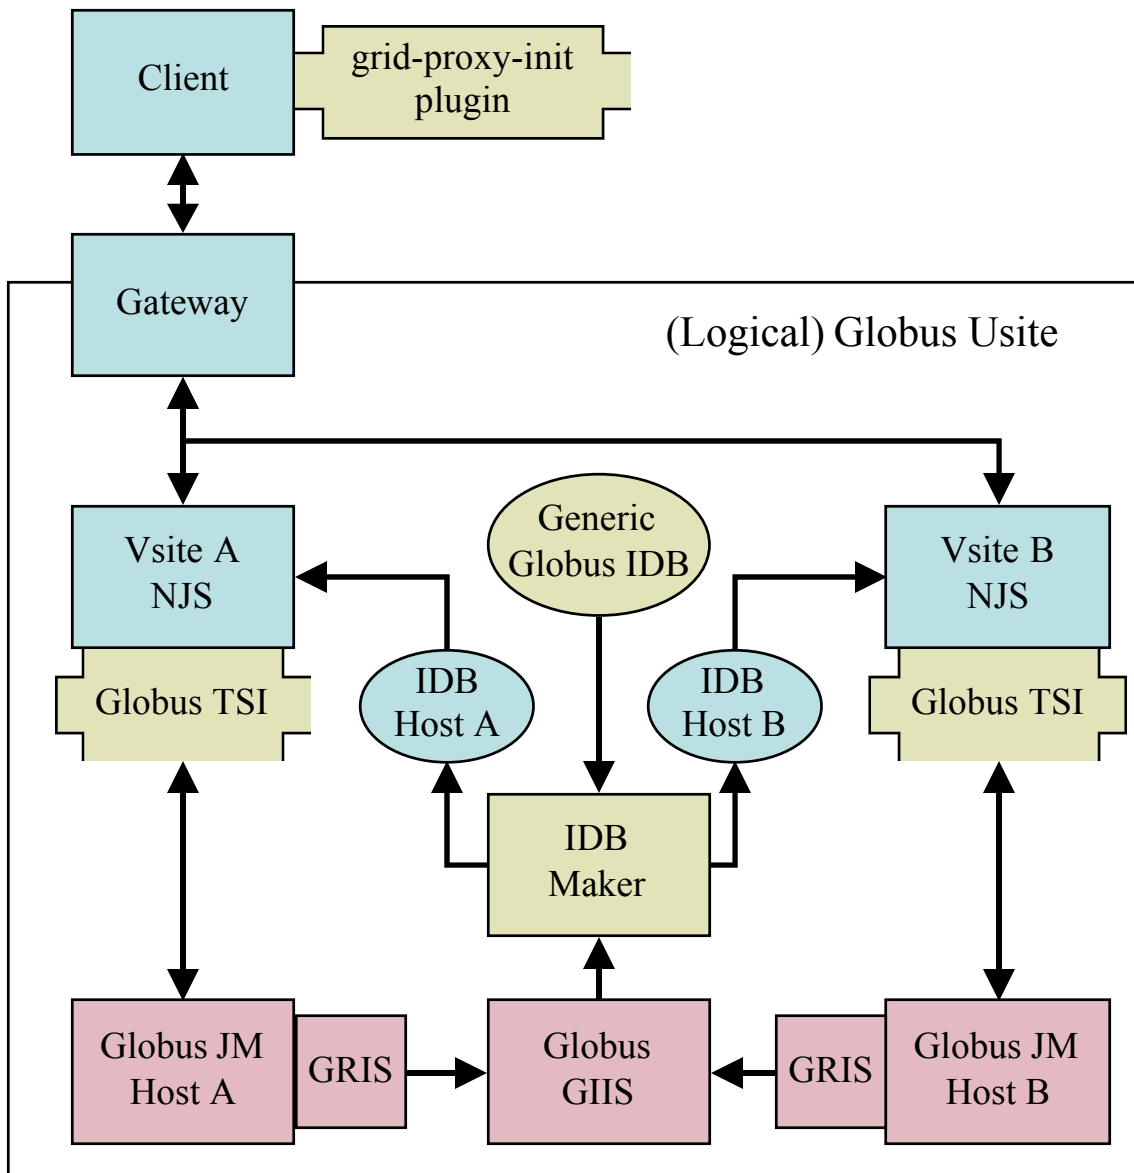 Client
grid-proxy-init
plugin
Gateway
(Logical) Globus Usite
Vsite A
NJS
Generic
Globus IDB
Vsite B
NJS
Globus TSI
IDB
Host A
IDB
Host B
Globus TSI
IDB
Maker
Globus JM
Host A
GRIS
Globus
GIIS
GRIS
Globus JM
Host B